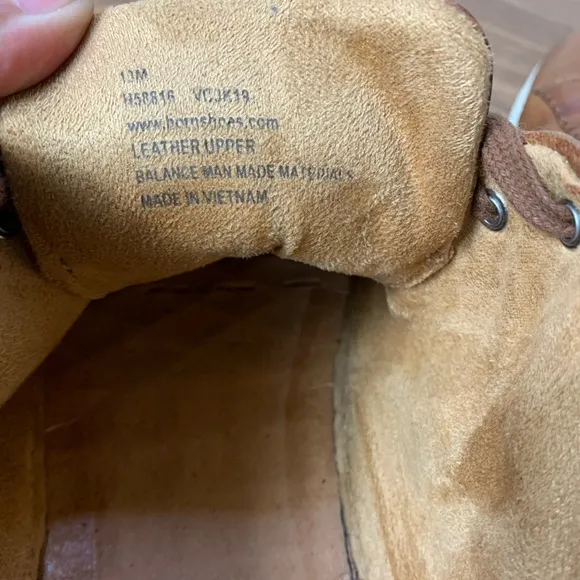 13M
H58816 VCJK19
www.bornshoes.com
LEATHER UPPER
BALANCE MAN MADE MATERIALS
MADE IN VIETNAM